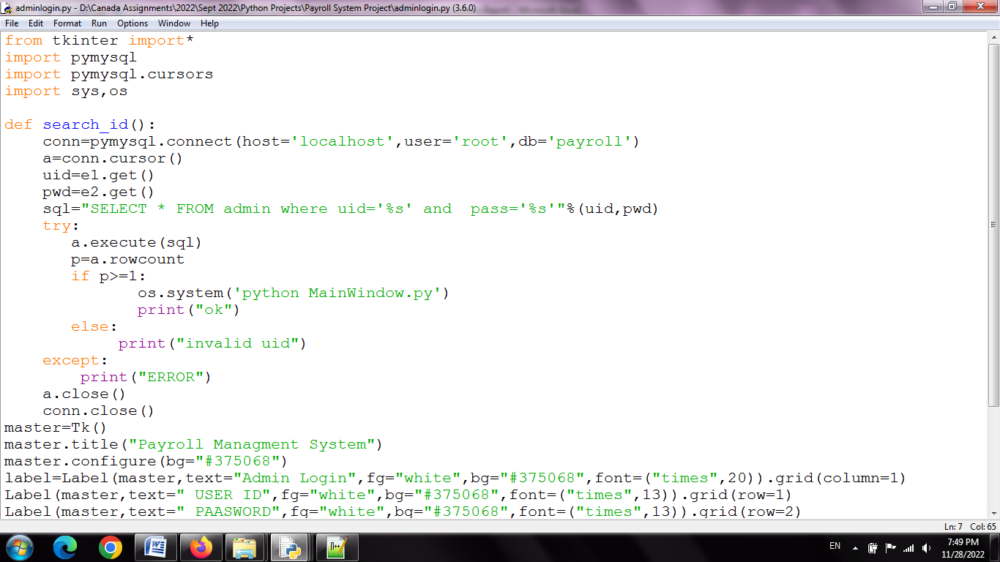 adminlogin.py - D:\Canada Assignments\2022\Sept 2022\Python Projects\Payroll System Project\adminlogin.py (3.6.0)
File Edit Format Run Options Window Help
from tkinter import*
import pymysql
import pymysql.cursors
import sys,os
def search_id():
    conn=pymysql.connect(host='localhost',user='root',db='payroll')
    a=conn.cursor()
    uid=e1.get()
    pwd=e2.get()
    sql="SELECT * FROM admin where uid='%s' and  pass='%s'"%(uid,pwd)
    try:
       a.execute(sql)
       p=a.rowcount
       if p>=1:
              os.system('python MainWindow.py')
              print("ok")
       else:
            print("invalid uid")
    except:
        print("ERROR")
    a.close()
    conn.close()
master=Tk()
master.title("Payroll Managment System")
master.configure(bg="#375068")
label=Label(master,text="Admin Login",fg="white",bg="#375068",font=("times",20)).grid(column=1)
Label(master,text=" USER ID",fg="white",bg="#375068",font=("times",13)).grid(row=1)
Label(master,text=" PAASWORD",fg="white",bg="#375068",font=("times",13)).grid(row=2)
Ln: 7 Col: 65
EN
7:49 PM
11/28/2022